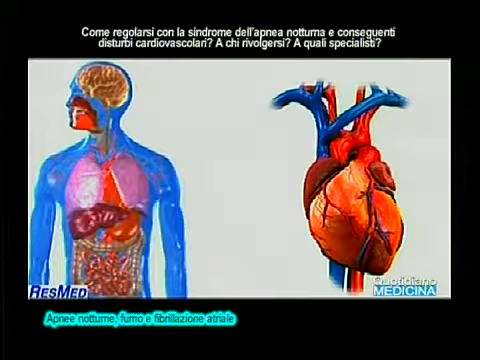 Come regolarsi con la sindrome dell'apnea notturna e conseguenti
disturbi cardiovascolari? A chi rivolgersi? A quali specialisti?
RESMED
Quotidiano
MEDICINA
Apnee notturne, fumo e fibrillazione atriale